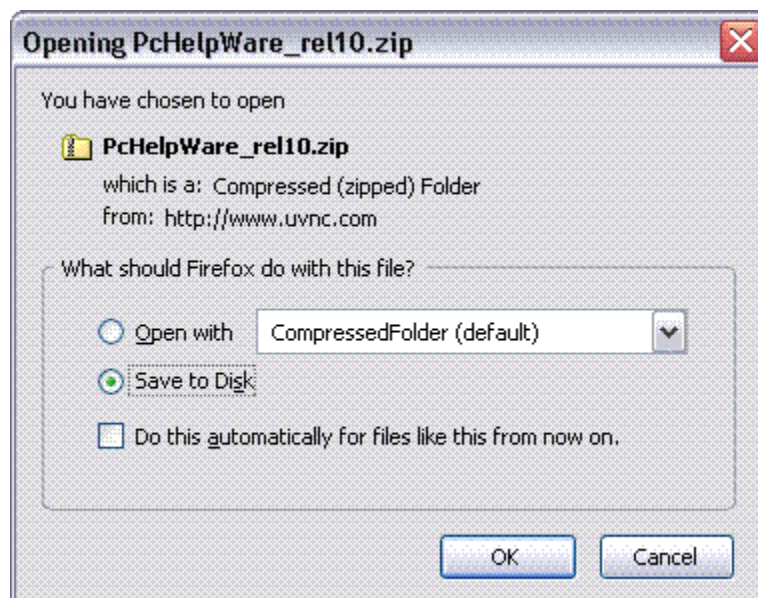 Opening PcHelpWare_rel10.zip
You have chosen to open
PcHelpWare_rel10.zip
which is a: Compressed (zipped) Folder
from: http://www.uvnc.com
What should Firefox do with this file?
Open with CompressedFolder (default)
Save to Disk
Do this automatically for files like this from now on.
OK Cancel